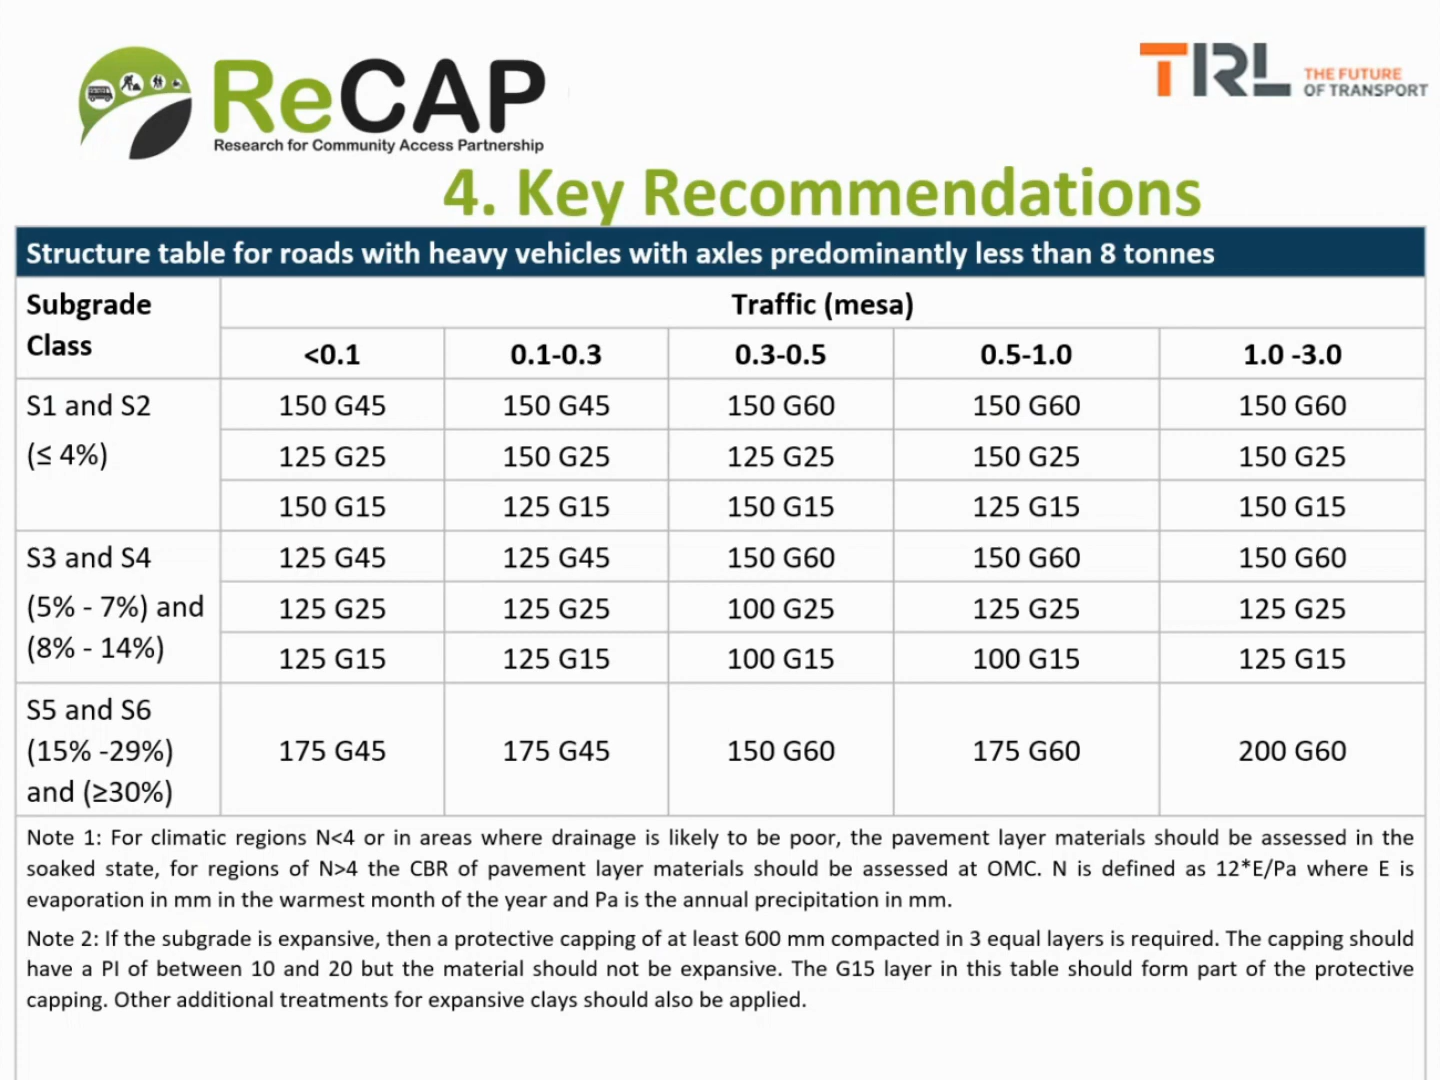 ReCAP
Research for Community Access Partnership
TRL THE FUTURE
OF TRANSPORT
4. Key Recommendations
Structure table for roads with heavy vehicles with axles predominantly less than 8 tonnes
Subgrade
Class
Traffic (mesa)
<0.1 0.1-0.3 0.3-0.5 0.5-1.0 1.0 -3.0
S1 and S2 150 G45 150 G45 150 G60 150 G60 150 G60
(≤ 4%) 125 G25 150 G25 125 G25 150 G25 150 G25
150 G15 125 G15 150 G15 125 G15 150 G15
S3 and S4 125 G45 125 G45 150 G60 150 G60 150 G60
(5% - 7%) and 125 G25 125 G25 100 G25 125 G25 125 G25
(8% - 14%) 125 G15 125 G15 100 G15 100 G15 125 G15
S5 and S6
(15% -29%) 175 G45 175 G45 150 G60 175 G60 200 G60
and (≥30%)
Note 1: For climatic regions N<4 or in areas where drainage is likely to be poor, the pavement layer materials should be assessed in the
soaked state, for regions of N>4 the CBR of pavement layer materials should be assessed at OMC. N is defined as 12*E/Pa where E is
evaporation in mm in the warmest month of the year and Pa is the annual precipitation in mm.
Note 2: If the subgrade is expansive, then a protective capping of at least 600 mm compacted in 3 equal layers is required. The capping should
have a PI of between 10 and 20 but the material should not be expansive. The G15 layer in this table should form part of the protective
capping. Other additional treatments for expansive clays should also be applied.